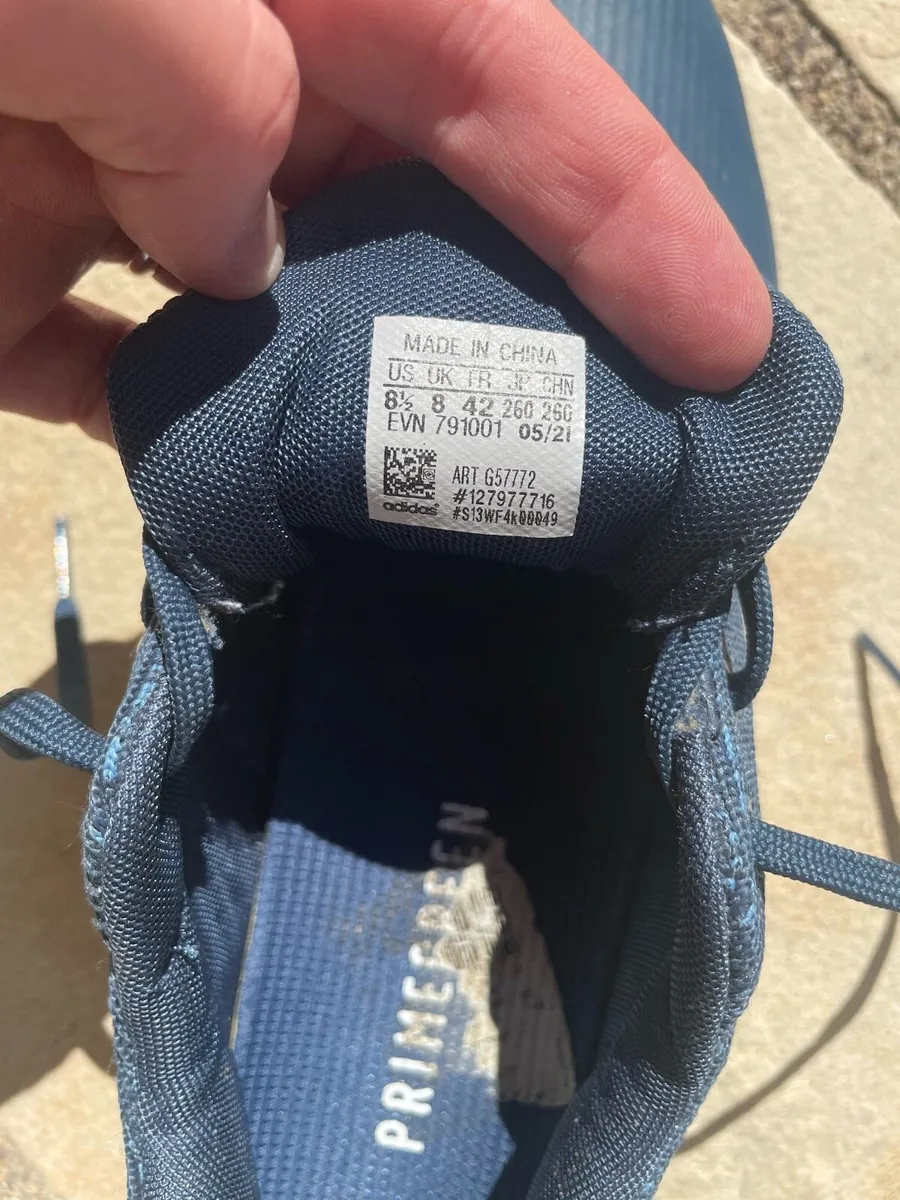 MADE IN CHINA
US UK FR JP CHN
8½ 8 42 260 260
EVN 791001 05/21
ART G57772
#127977716
adidas
PRIMEGREEN